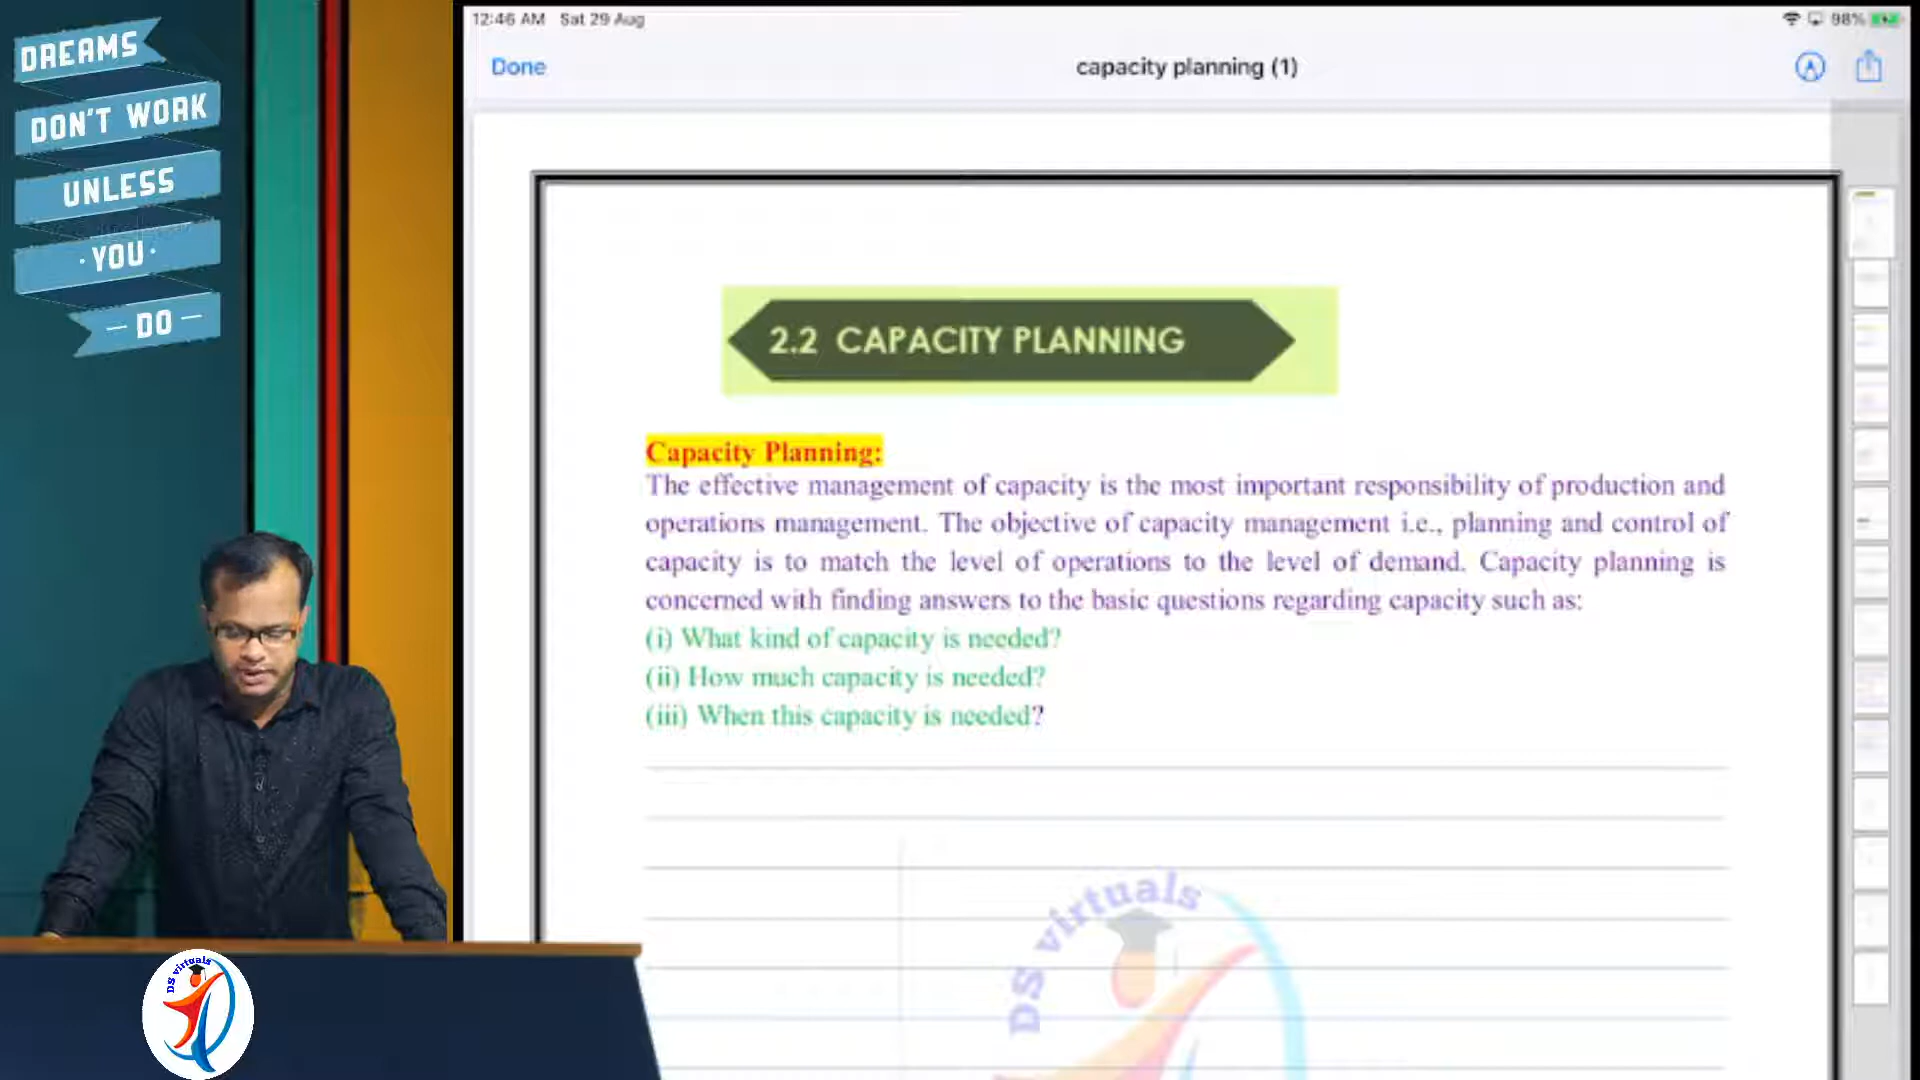 DREAMS
DON'T WORK
UNLESS
· YOU ·
— DO —
12:46 AM Sat 29 Aug
98%
Done
capacity planning (1)
2.2 CAPACITY PLANNING
Capacity Planning:
The effective management of capacity is the most important responsibility of production and
operations management. The objective of capacity management i.e., planning and control of
capacity is to match the level of operations to the level of demand. Capacity planning is
concerned with finding answers to the basic questions regarding capacity such as:
(i) What kind of capacity is needed?
(ii) How much capacity is needed?
(iii) When this capacity is needed?
DS virtuals
DS virtuals